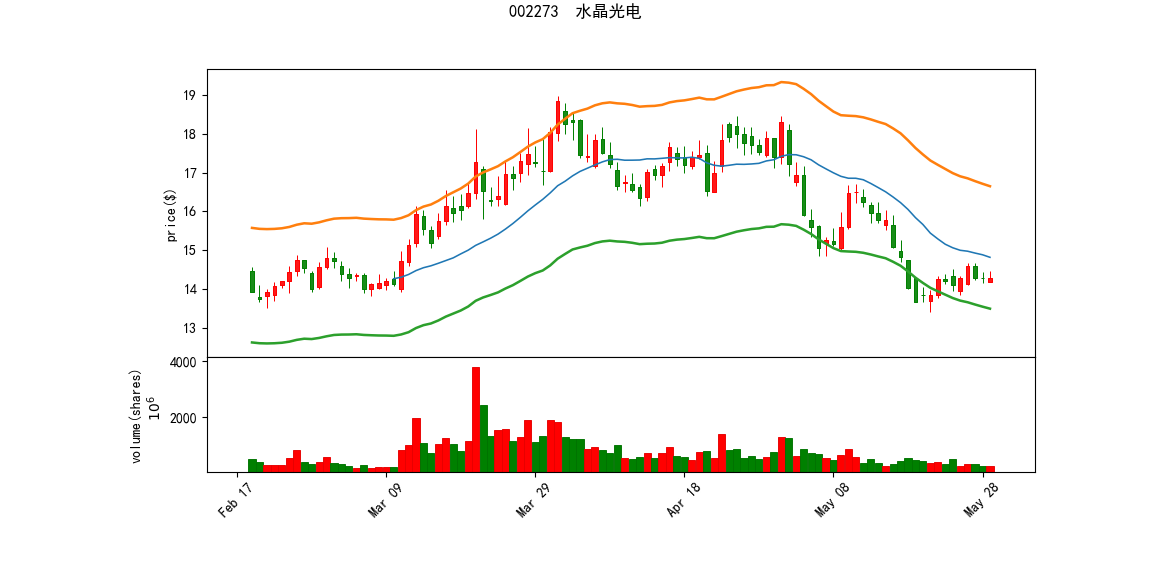 002273 水晶光电
price($)
19
18
17
16
15
14
13
volume(shares)
10^6
4000
2000
Feb 17
Mar 09
Mar 29
Apr 18
May 08
May 28